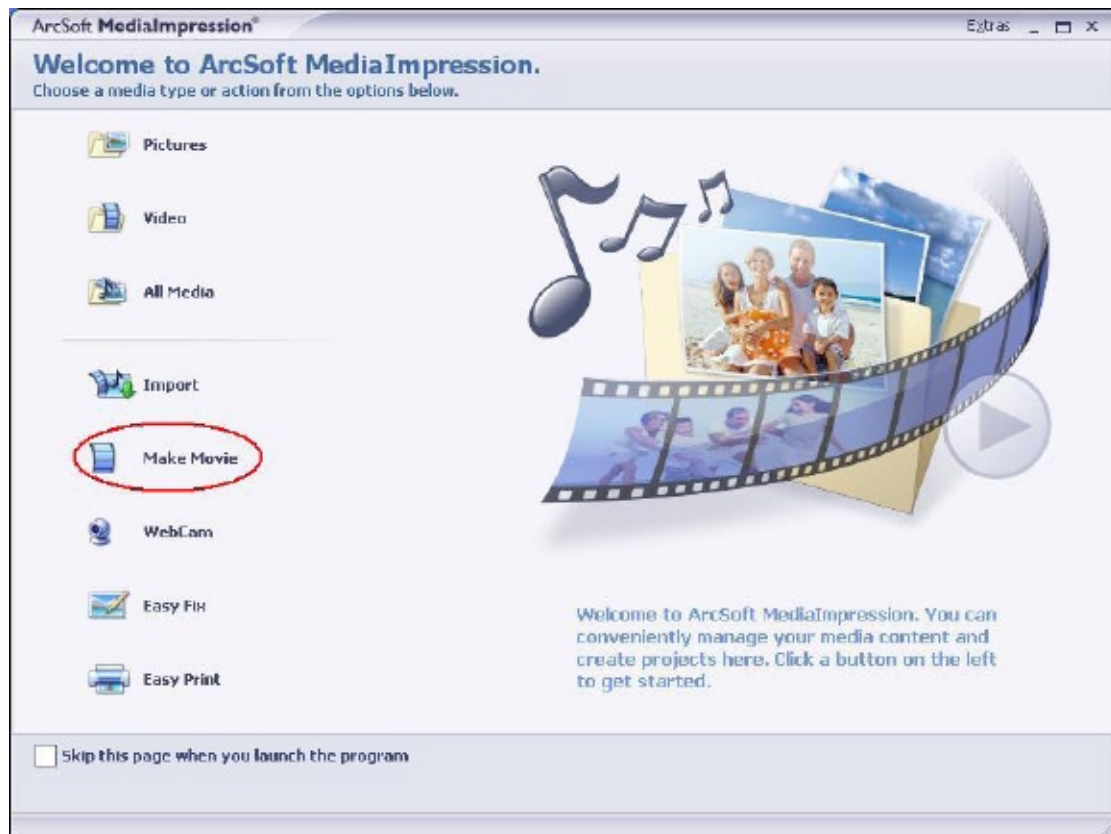 ArcSoft MediaImpression®
Extras
Welcome to ArcSoft MediaImpression.
Choose a media type or action from the options below.
Pictures
Video
All Media
Import
Make Movie
WebCam
Easy Fix
Easy Print
Welcome to ArcSoft MediaImpression. You can
conveniently manage your media content and
create projects here. Click a button on the left
to get started.
Skip this page when you launch the program